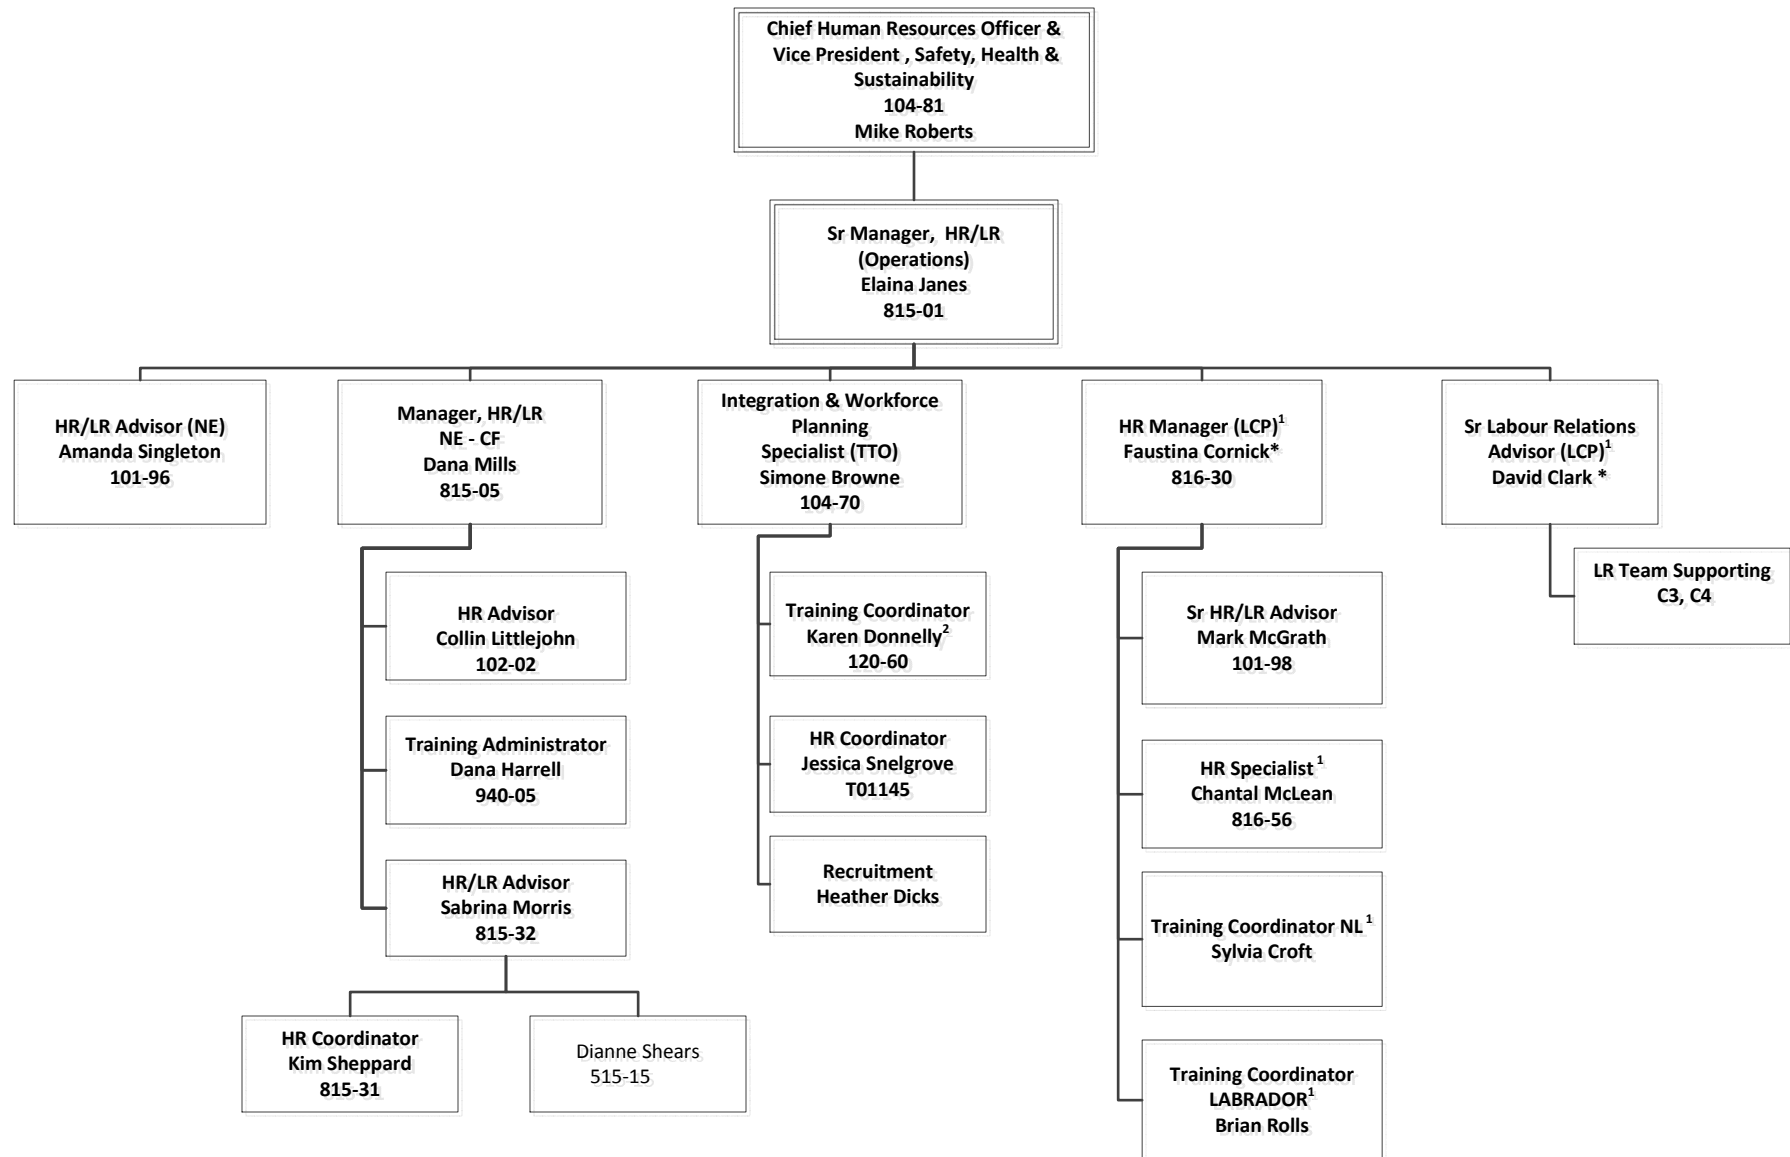 Chief Human Resources Officer &
Vice President , Safety, Health &
Sustainability
104-81
Mike Roberts
Sr Manager, HR/LR
(Operations)
Elaina Janes
815-01
HR/LR Advisor (NE)
Amanda Singleton
101-96
Manager, HR/LR
NE - CF
Dana Mills
815-05
Integration & Workforce
Planning
Specialist (TTO)
Simone Browne
104-70
HR Manager (LCP)1
Faustina Cornick*
816-30
Sr Labour Relations
Advisor (LCP)1
David Clark *
HR Advisor
Collin Littlejohn
102-02
Training Administrator
Dana Harrell
940-05
HR/LR Advisor
Sabrina Morris
815-32
HR Coordinator
Kim Sheppard
815-31
Dianne Shears
515-15
Training Coordinator
Karen Donnelly2
120-60
HR Coordinator
Jessica Snelgrove
T01145
Recruitment
Heather Dicks
Sr HR/LR Advisor
Mark McGrath
101-98
HR Specialist 1
Chantal McLean
816-56
Training Coordinator NL 1
Sylvia Croft
Training Coordinator
LABRADOR1
Brian Rolls
LR Team Supporting
C3, C4